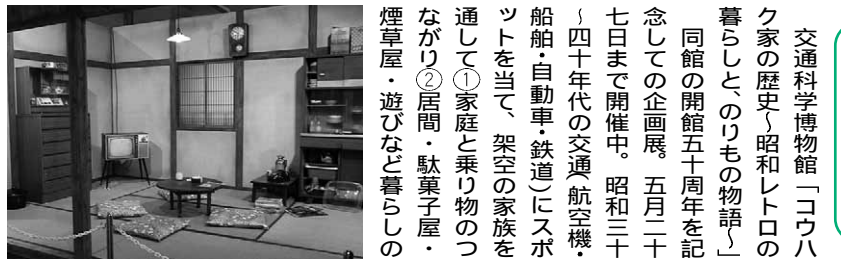 交通科学博物館「コウハ
ク家の歴史～昭和レトロの
暮らしと、のりもの物語～」
同館の開館五十周年を記
念しての企画展。五月二十
七日まで開催中。昭和三十
～四十年代の交通（航空機・
船舶・自動車・鉄道）にスポ
ットを当て、架空の家族を
通して①家庭と乗り物のつ
ながり②居間・駄菓子屋・
煙草屋・遊びなど暮らしの